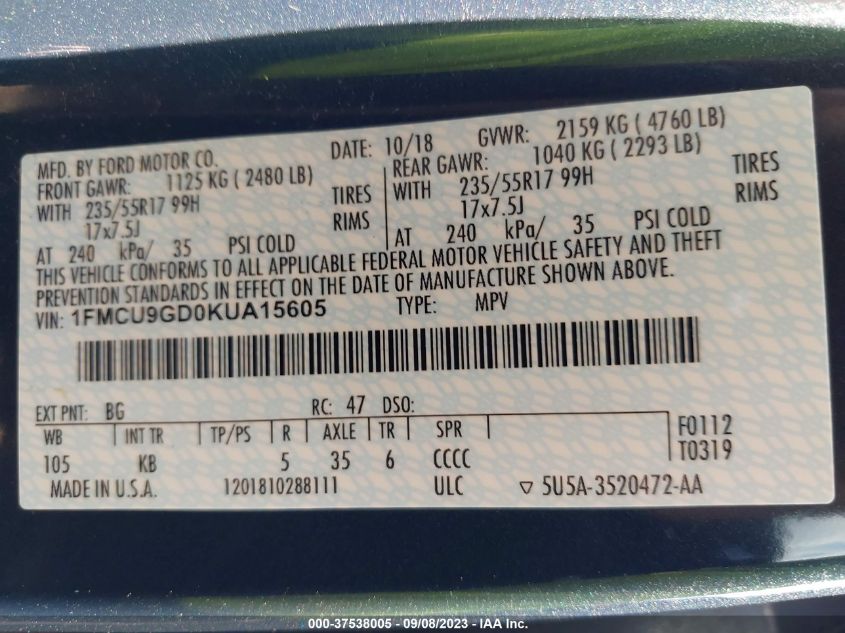 MFD. BY FORD MOTOR CO. DATE: 10/18 GVWR: 2159 KG ( 4760 LB)
FRONT GAWR: 1125 KG ( 2480 LB) REAR GAWR: 1040 KG ( 2293 LB)
WITH 235/55R17 99H TIRES WITH 235/55R17 99H TIRES
17x7.5J RIMS 17x7.5J RIMS
AT 240 kPa/ 35 PSI COLD AT 240 kPa/ 35 PSI COLD
THIS VEHICLE CONFORMS TO ALL APPLICABLE FEDERAL MOTOR VEHICLE SAFETY AND THEFT
PREVENTION STANDARDS IN EFFECT ON THE DATE OF MANUFACTURE SHOWN ABOVE.
VIN: 1FMCU9GD0KUA15605 TYPE: MPV
EXT PNT: BG RC: 47 DSO:
WB INT TR TP/PS R AXLE TR SPR F0112
105 KB 5 35 6 CCCC T0319
MADE IN U.S.A. 1201810288111 ULC ▽ 5U5A-3520472-AA
000-37538005 - 09/08/2023 - IAA Inc.